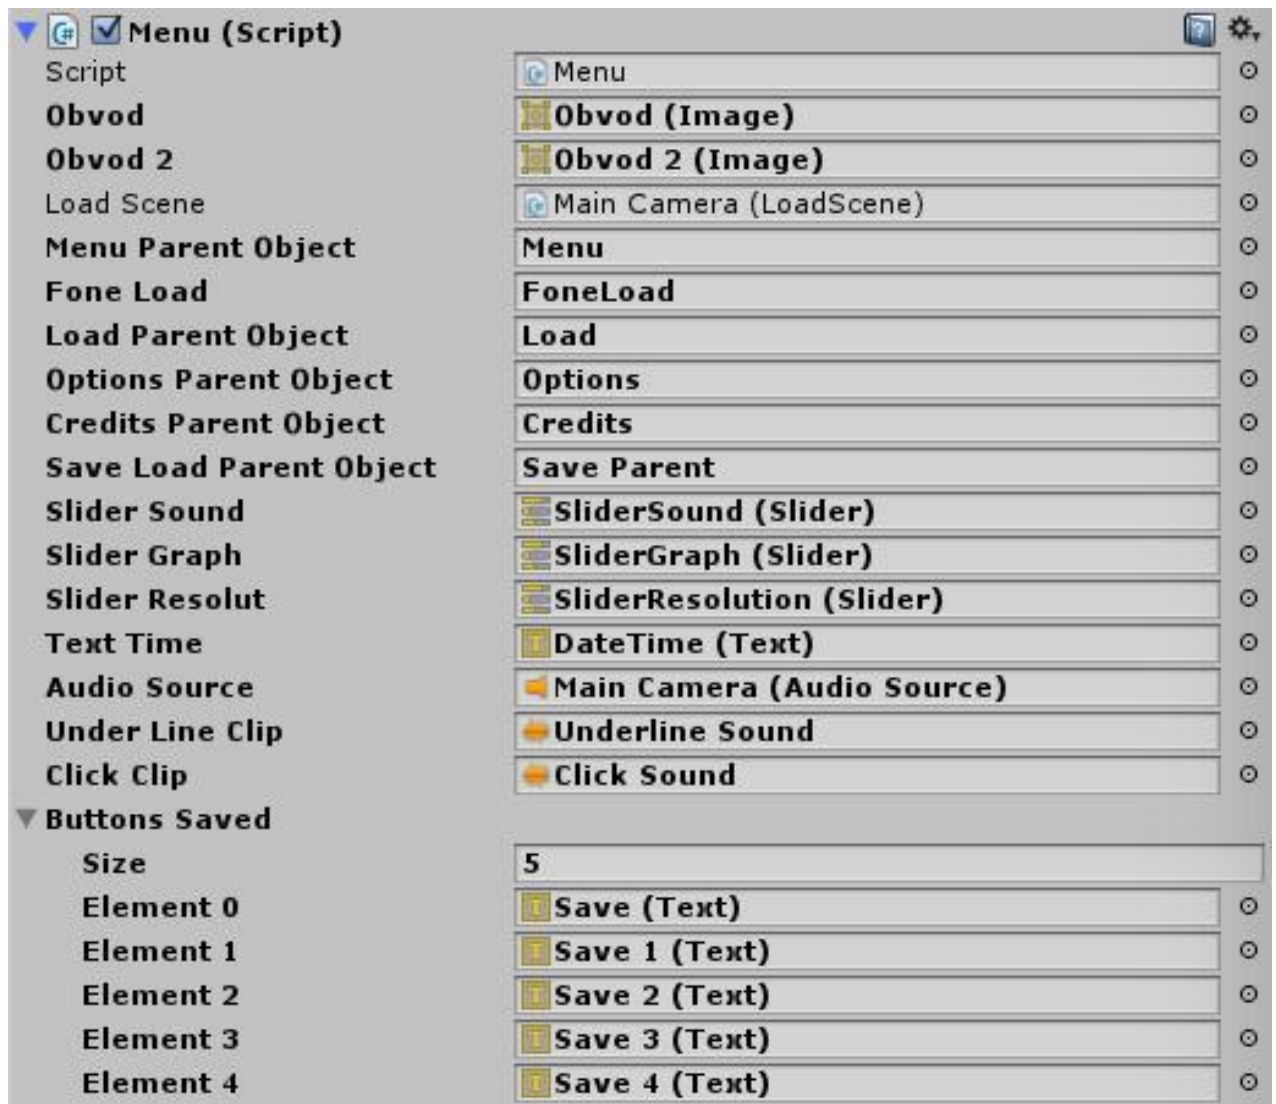 Menu (Script)
Script Menu
Obvod Obvod (Image)
Obvod 2 Obvod 2 (Image)
Load Scene Main Camera (LoadScene)
Menu Parent Object Menu
Fone Load FoneLoad
Load Parent Object Load
Options Parent Object Options
Credits Parent Object Credits
Save Load Parent Object Save Parent
Slider Sound SliderSound (Slider)
Slider Graph SliderGraph (Slider)
Slider Resolut SliderResolution (Slider)
Text Time DateTime (Text)
Audio Source Main Camera (Audio Source)
Under Line Clip Underline Sound
Click Clip Click Sound
Buttons Saved
Size 5
Element 0 Save (Text)
Element 1 Save 1 (Text)
Element 2 Save 2 (Text)
Element 3 Save 3 (Text)
Element 4 Save 4 (Text)